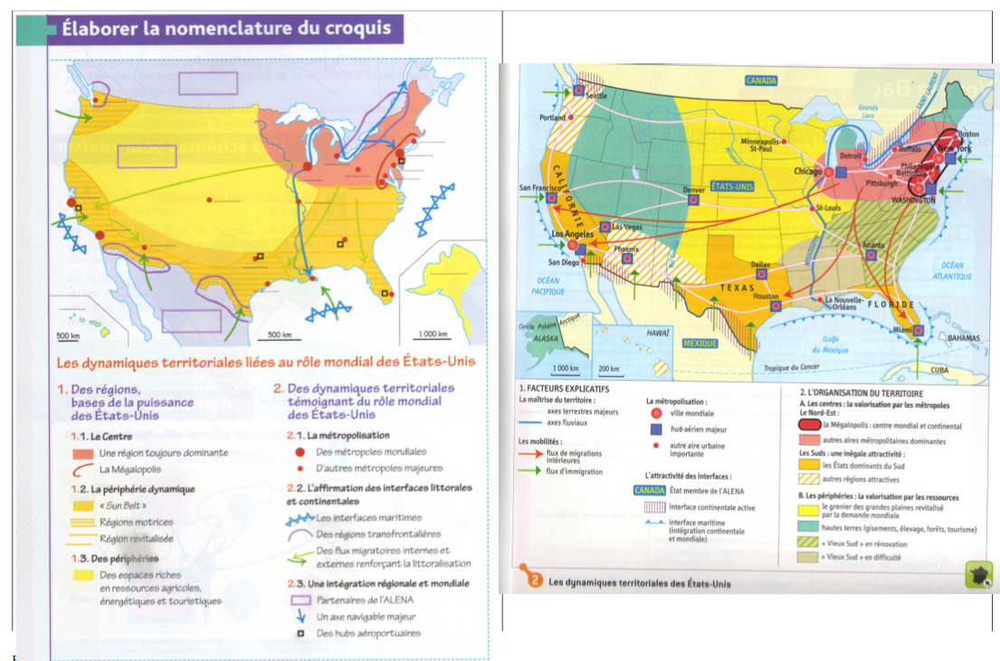 Élaborer la nomenclature du croquis
500 km
500 km
1 000 km
Les dynamiques territoriales liées au rôle mondial des États-Unis
1. Des régions,
bases de la puissance
des États-Unis
1.1. Le Centre
Une région toujours dominante
La Mégalopolis
1.2. La périphérie dynamique
« Sun Belt »
Régions motrices
Région revitalisée
1.3. Des périphéries
Des espaces riches
en ressources agricoles,
énergétiques et touristiques
2. Des dynamiques territoriales
témoignant du rôle mondial
des États-Unis
2.1. La métropolisation
Des métropoles mondiales
D'autres métropoles majeures
2.2. L'affirmation des interfaces littorales
et continentales
Les interfaces maritimes
Des régions transfrontalières
Des flux migratoires internes et
externes renforçant la littoralisation
2.3. Une intégration régionale et mondiale
Partenaires de l'ALENA
Un axe navigable majeur
Des hubs aéroportuaires
CANADA
SAINT-LAURENT
Seattle
Portland
Grands
Lacs
Minneapolis-
St-Paul
Boston
Buffalo
New York
Detroit
Chicago
Philadelphie
Baltimore
Pittsburgh
WASHINGTON
CALIFORNIE
San Francisco
Denver
ÉTATS-UNIS
St-Louis
Las Vegas
Los Angeles
Phoenix
San Diego
MISSISSIPPI
Atlanta
Dallas
OCÉAN
PACIFIQUE
OCÉAN
ATLANTIQUE
TEXAS
Houston
La Nouvelle-
Orléans
FLORIDE
Cercle Polaire Arctique
ALASKA
HAWAÏ
MEXIQUE
Golfe
du Mexique
Miami
BAHAMAS
1 000 km
200 km
Tropique du Cancer
CUBA
1. FACTEURS EXPLICATIFS
La maîtrise du territoire :
axes terrestres majeurs
axes fluviaux
Les mobilités :
flux de migrations
intérieures
flux d'immigration
La métropolisation :
ville mondiale
hub aérien majeur
autre aire urbaine
importante
L'attractivité des interfaces :
CANADA État membre de l'ALENA
interface continentale active
interface maritime
(intégration continentale
et mondiale)
2. L'ORGANISATION DU TERRITOIRE
A. Les centres : la valorisation par les métropoles
Le Nord-Est :
la Mégalopolis : centre mondial et continental
autres aires métropolitaines dominantes
Les Suds : une inégale attractivité :
les États dominants du Sud
autres régions attractives
B. Les périphéries : la valorisation par les ressources
le grenier des grandes plaines revitalisé
par la demande mondiale
hautes terres (gisements, élevage, forêts, tourisme)
« Vieux Sud » en rénovation
« Vieux Sud » en difficulté
2 Les dynamiques territoriales des États-Unis